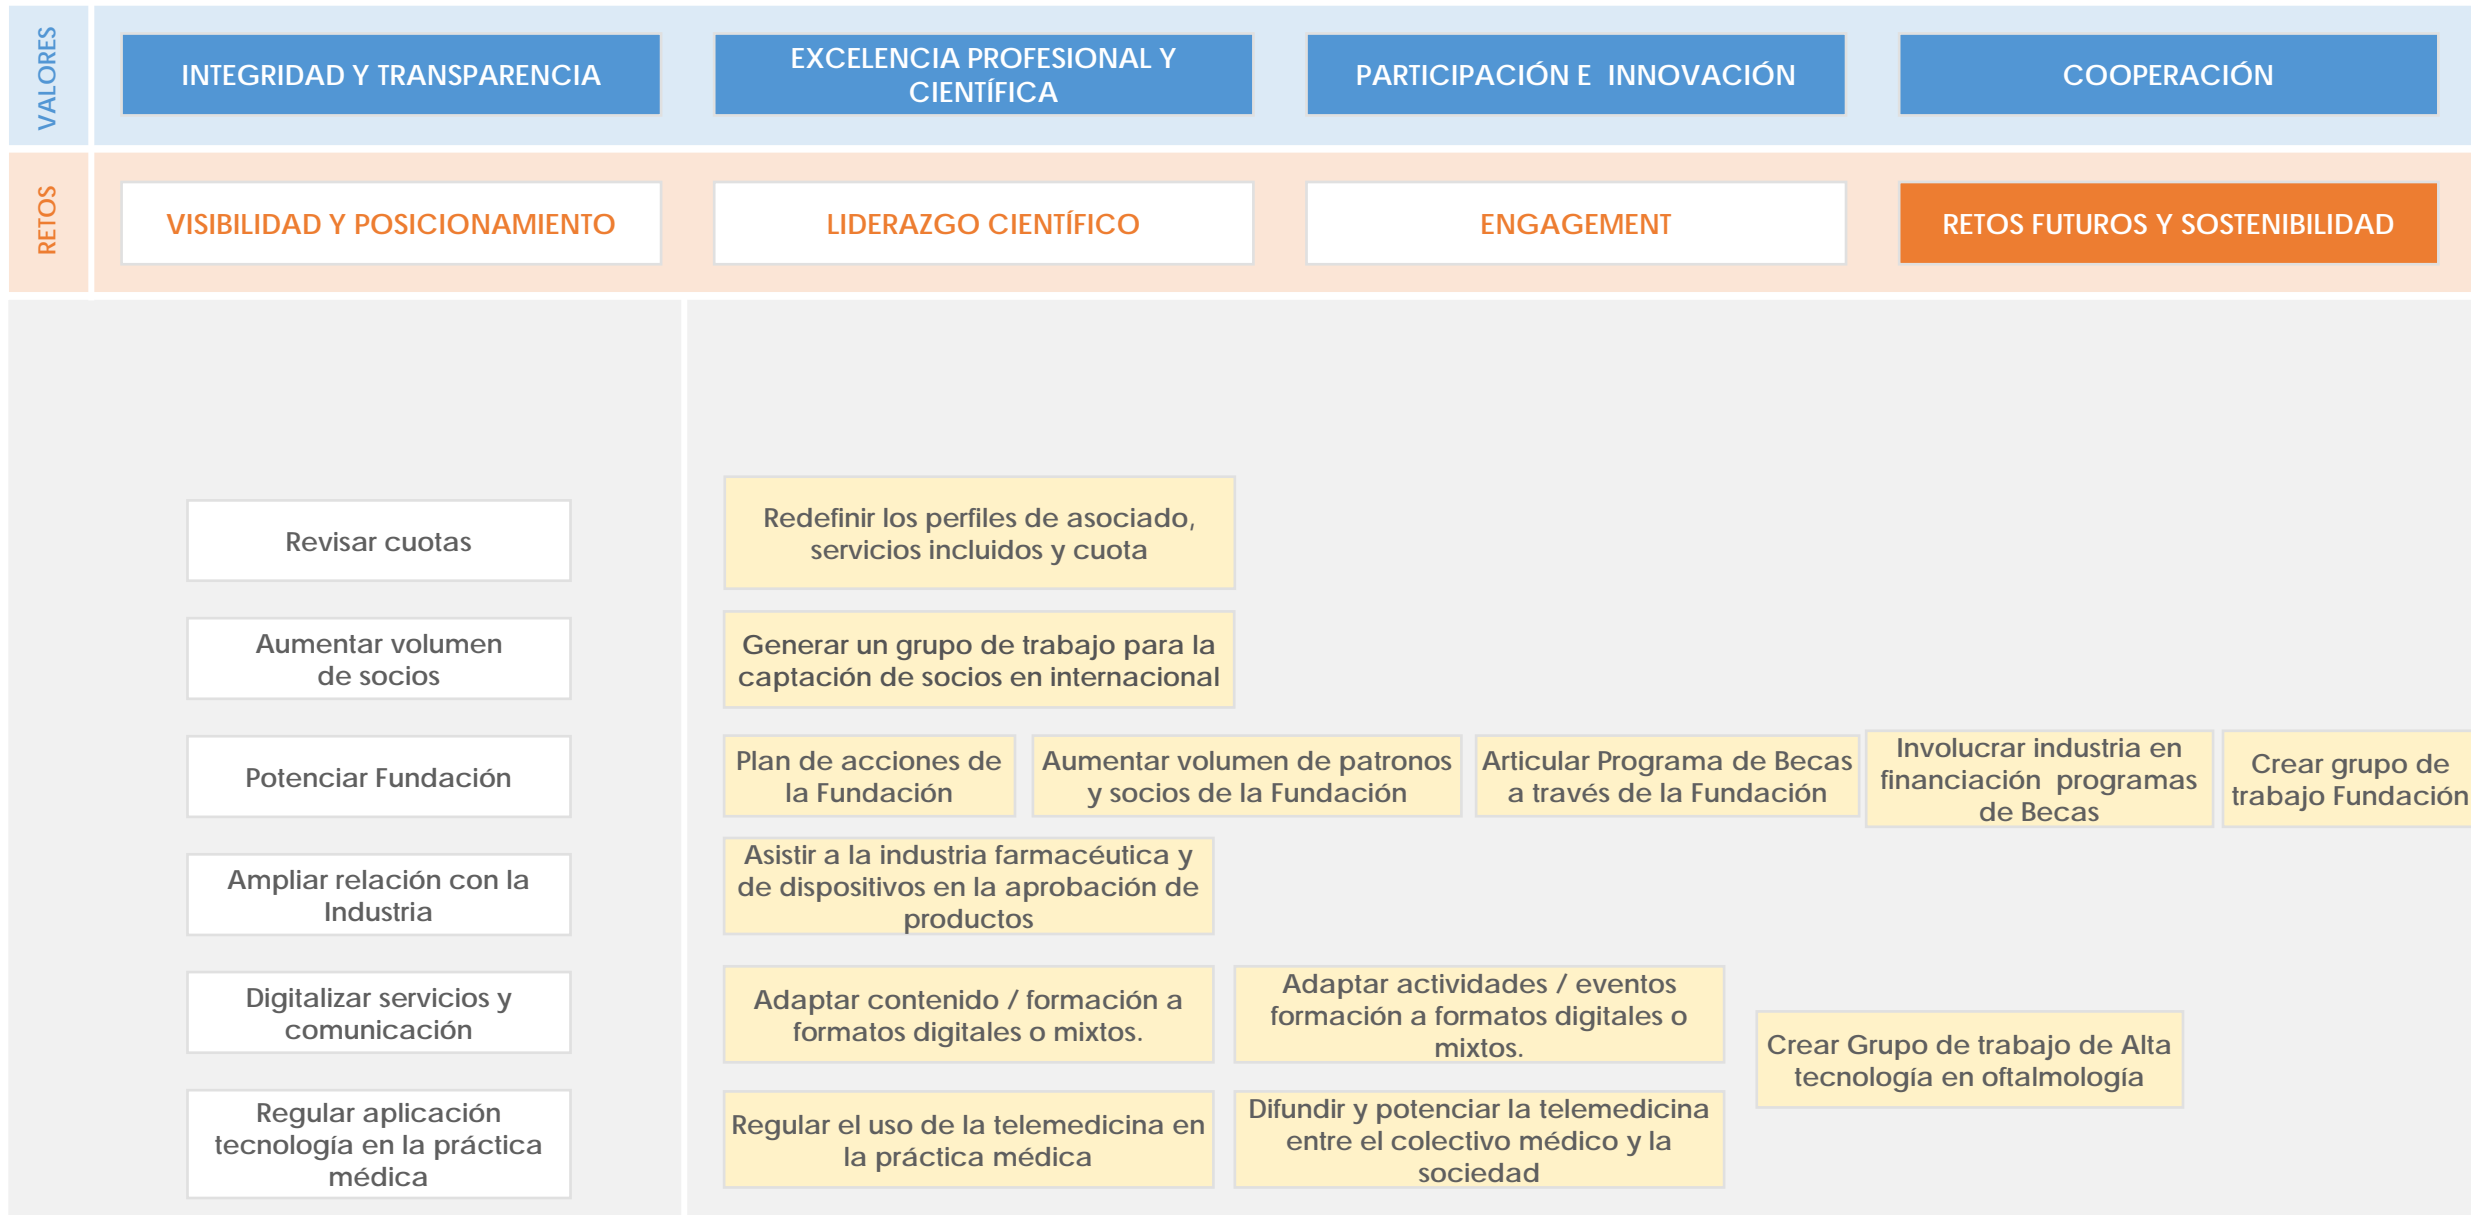 VALORES
INTEGRIDAD Y TRANSPARENCIA
EXCELENCIA PROFESIONAL Y
CIENTÍFICA
PARTICIPACIÓN E INNOVACIÓN
COOPERACIÓN
RETOS
VISIBILIDAD Y POSICIONAMIENTO
LIDERAZGO CIENTÍFICO
ENGAGEMENT
RETOS FUTUROS Y SOSTENIBILIDAD
Revisar cuotas
Redefinir los perfiles de asociado,
servicios incluidos y cuota
Aumentar volumen
de socios
Generar un grupo de trabajo para la
captación de socios en internacional
Potenciar Fundación
Plan de acciones de
la Fundación
Aumentar volumen de patronos
y socios de la Fundación
Articular Programa de Becas
a través de la Fundación
Involucrar industria en
financiación programas
de Becas
Crear grupo de
trabajo Fundación
Ampliar relación con la
Industria
Asistir a la industria farmacéutica y
de dispositivos en la aprobación de
productos
Digitalizar servicios y
comunicación
Adaptar contenido / formación a
formatos digitales o mixtos.
Adaptar actividades / eventos
formación a formatos digitales o
mixtos.
Crear Grupo de trabajo de Alta
tecnología en oftalmología
Regular aplicación
tecnología en la práctica
médica
Regular el uso de la telemedicina en
la práctica médica
Difundir y potenciar la telemedicina
entre el colectivo médico y la
sociedad